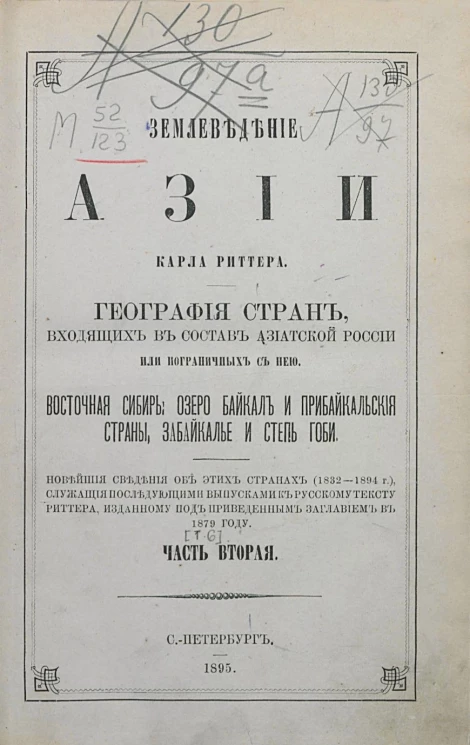 А 130
97 а
М. 52
123
А 130
97
ЗЕМЛЕВѢДѢНІЕ
АЗІИ
КАРЛА РИТТЕРА.
ГЕОГРАФІЯ СТРАНЪ,
ВХОДЯЩИХЪ ВЪ СОСТАВЪ АЗІАТСКОЙ РОССІИ
ИЛИ ПОГРАНИЧНЫХЪ СЪ НЕЮ.
ВОСТОЧНАЯ СИБИРЬ: ОЗЕРО БАЙКАЛЪ И ПРИБАЙКАЛЬСКІЯ
СТРАНЫ, ЗАБАЙКАЛЬЕ И СТЕПЬ ГОБИ.
НОВѢЙШІЯ СВѢДѢНІЯ ОБЪ ЭТИХЪ СТРАНАХЪ (1832—1894 г.),
СЛУЖАЩІЯ ПОСЛѢДУЮЩИМИ ВЫПУСКАМИ КЪ РУССКОМУ ТЕКСТУ
РИТТЕРА, ИЗДАННОМУ ПОДЪ ПРИВЕДЕННЫМЪ ЗАГЛАВІЕМЪ ВЪ
1879 ГОДУ.
[Т. 6]
ЧАСТЬ ВТОРАЯ.
С.-ПЕТЕРБУРГЪ.
1895.